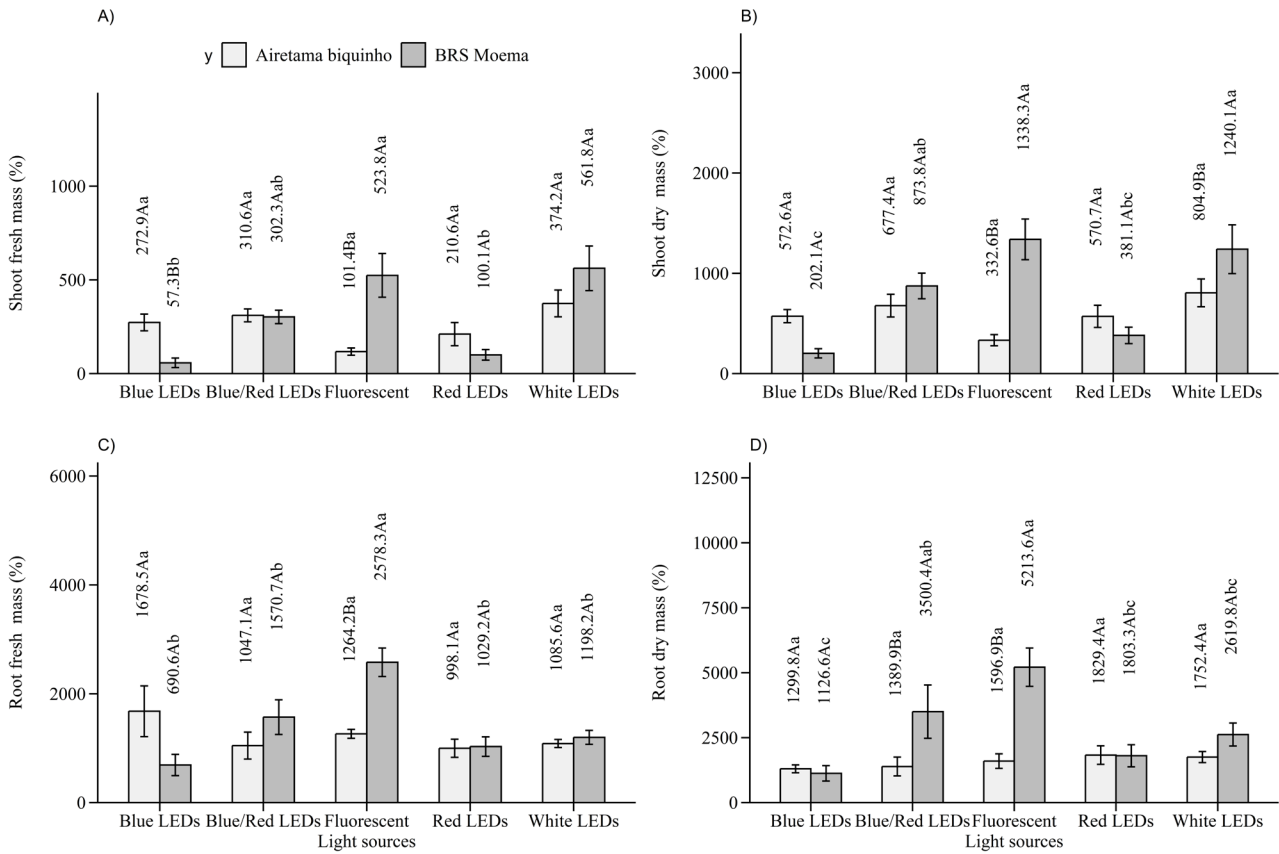 A)
y Airetama biquinho BRS Moema
Shoot fresh mass (%)
1000
500
0
272.9Aa
57.3Bb
310.6Aa
302.3Aab
101.4Ba
523.8Aa
210.6Aa
100.1Ab
374.2Aa
561.8Aa
Blue LEDs Blue/Red LEDs Fluorescent Red LEDs White LEDs
B)
Shoot dry mass (%)
3000
2000
1000
0
572.6Aa
202.1Ac
677.4Aa
873.8Aab
332.6Ba
1338.3Aa
570.7Aa
381.1Abc
804.9Ba
1240.1Aa
Blue LEDs Blue/Red LEDs Fluorescent Red LEDs White LEDs
C)
Root fresh mass (%)
6000
4000
2000
0
1678.5Aa
690.6Ab
1047.1Aa
1570.7Ab
1264.2Ba
2578.3Aa
998.1Aa
1029.2Ab
1085.6Aa
1198.2Ab
Blue LEDs Blue/Red LEDs Fluorescent Red LEDs White LEDs
Light sources
D)
Root dry mass (%)
12500
10000
7500
5000
2500
0
1299.8Aa
1126.6Ac
1389.9Ba
3500.4Aab
1596.9Ba
5213.6Aa
1829.4Aa
1803.3Abc
1752.4Aa
2619.8Abc
Blue LEDs Blue/Red LEDs Fluorescent Red LEDs White LEDs
Light sources